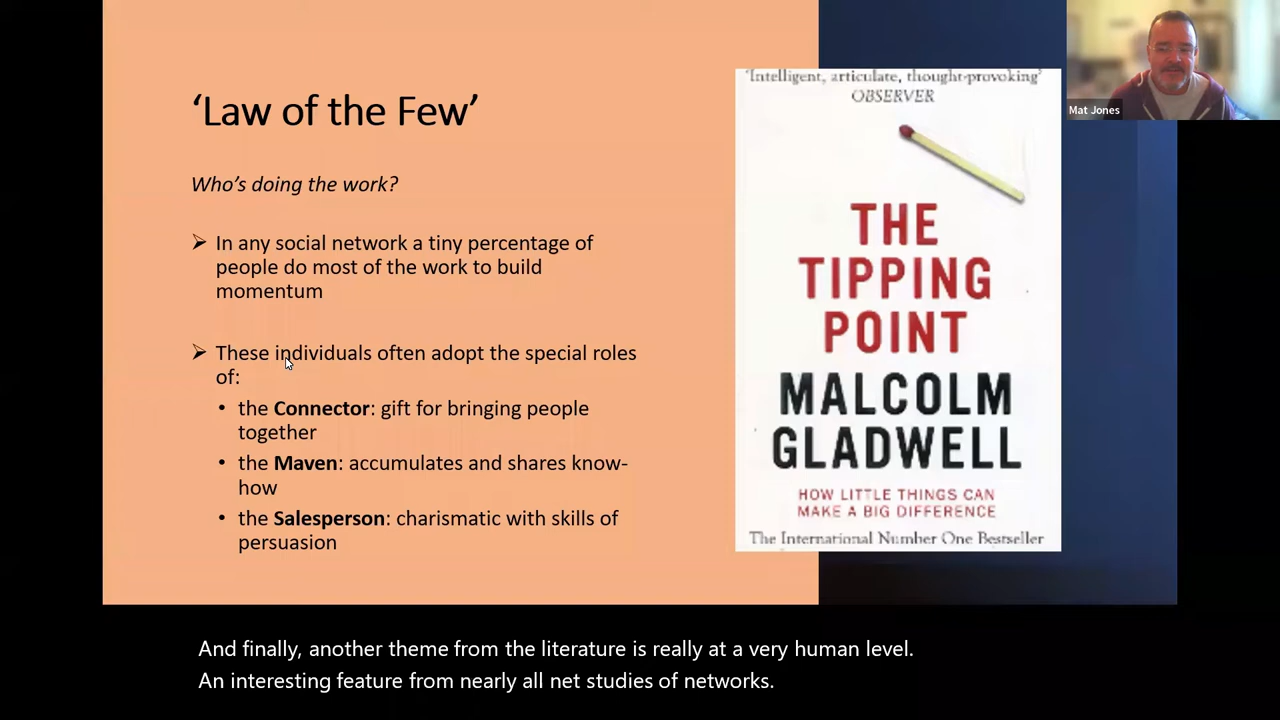 ‘Law of the Few’
Who’s doing the work?
➢ In any social network a tiny percentage of
people do most of the work to build
momentum
➢ These individuals often adopt the special roles
of:
• the Connector: gift for bringing people
together
• the Maven: accumulates and shares know-
how
• the Salesperson: charismatic with skills of
persuasion
'Intelligent, articulate, thought-provoking'
OBSERVER
THE
TIPPING
POINT
MALCOLM
GLADWELL
HOW LITTLE THINGS CAN
MAKE A BIG DIFFERENCE
The International Number One Bestseller
Mat Jones
And finally, another theme from the literature is really at a very human level.
An interesting feature from nearly all net studies of networks.